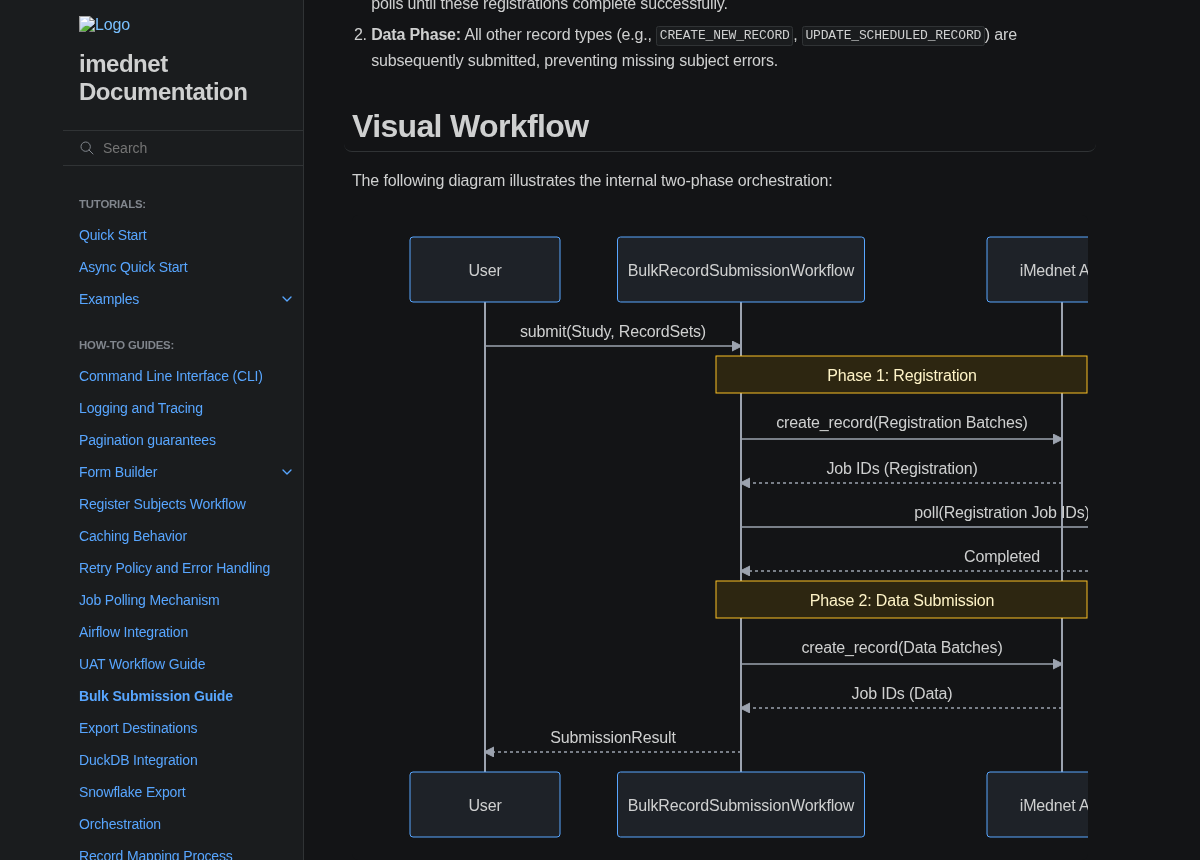 Logo
imednet
Documentation
Search
TUTORIALS:
Quick Start
Async Quick Start
Examples
HOW-TO GUIDES:
Command Line Interface (CLI)
Logging and Tracing
Pagination guarantees
Form Builder
Register Subjects Workflow
Caching Behavior
Retry Policy and Error Handling
Job Polling Mechanism
Airflow Integration
UAT Workflow Guide
Bulk Submission Guide
Export Destinations
DuckDB Integration
Snowflake Export
Orchestration
Record Mapping Process
polls until these registrations complete successfully.
2. Data Phase: All other record types (e.g., CREATE_NEW_RECORD, UPDATE_SCHEDULED_RECORD) are
subsequently submitted, preventing missing subject errors.
Visual Workflow
The following diagram illustrates the internal two-phase orchestration:
User
BulkRecordSubmissionWorkflow
iMednet A
submit(Study, RecordSets)
Phase 1: Registration
create_record(Registration Batches)
Job IDs (Registration)
poll(Registration Job IDs)
Completed
Phase 2: Data Submission
create_record(Data Batches)
Job IDs (Data)
SubmissionResult
User
BulkRecordSubmissionWorkflow
iMednet A